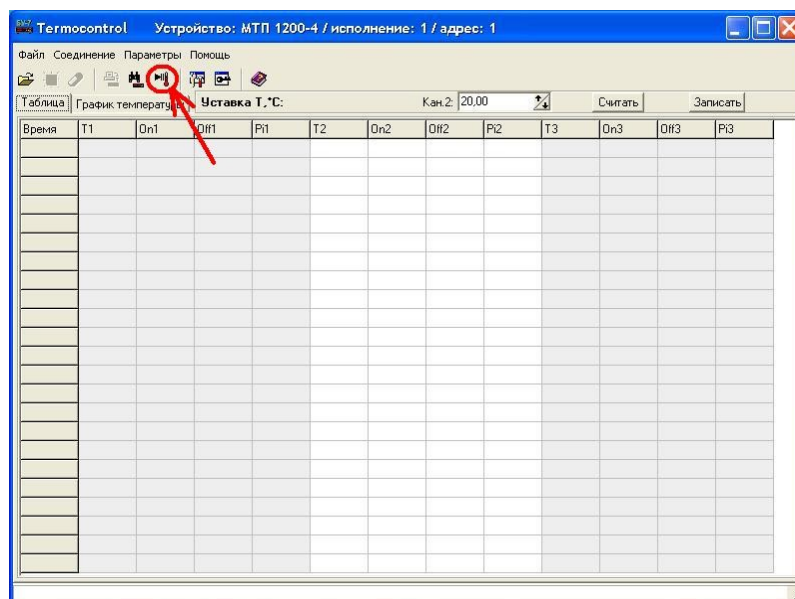 Termocontrol Устройство: МТП 1200-4 / исполнение: 1 / адрес: 1
Файл Соединение Параметры Помощь
Таблица График температуры Уставка T,°C: Кан.2: 20,00 Считать Записать
Время T1 On1 Off1 Pi1 T2 On2 Off2 Pi2 T3 On3 Off3 Pi3